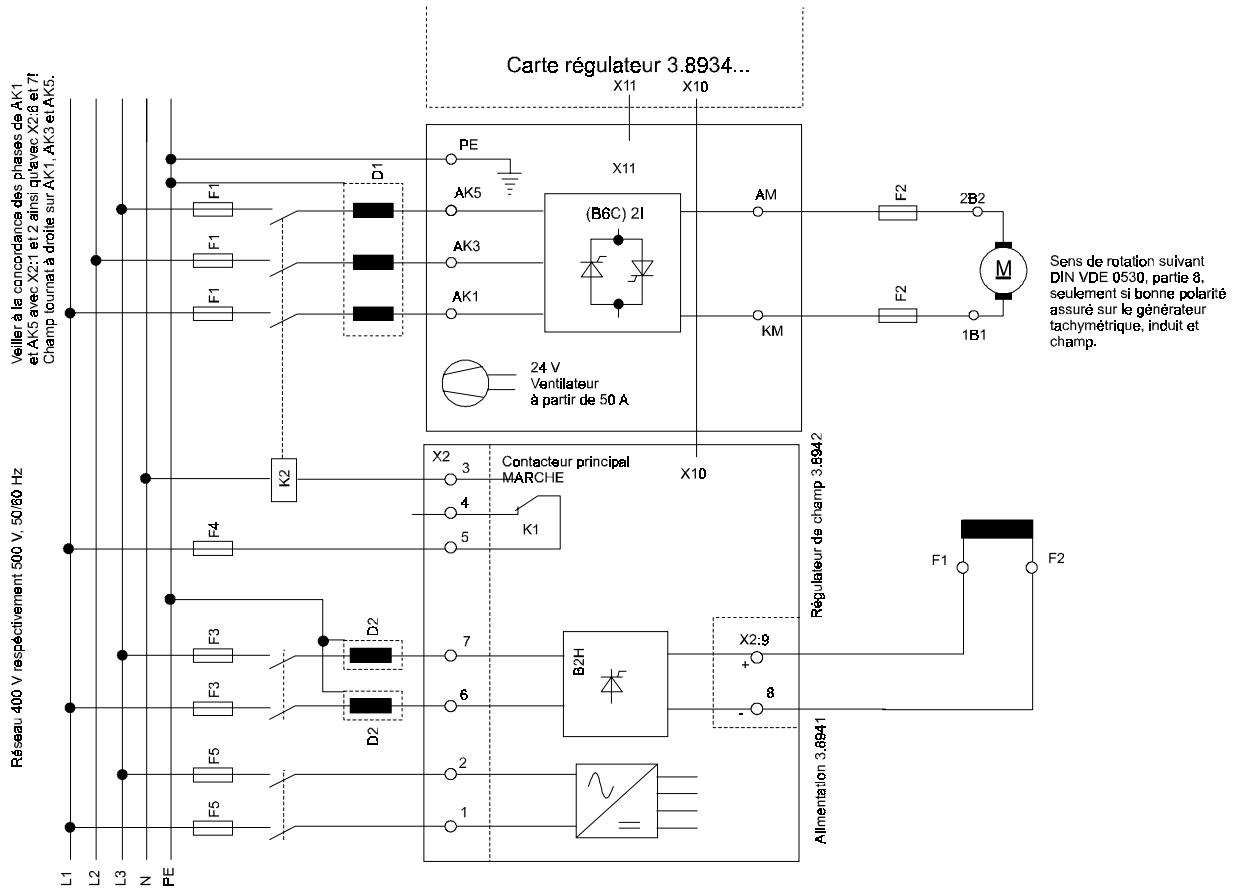 Carte régulateur 3.8934...
X11
X10
Veiller à la concordance des phases de AK1
et AK5 avec X2:1 et 2 ainsi qu'avec X2:6 et 7!
Champ tournat à droite sur AK1, AK3 et AK5.
PE
X11
D1
F1
AK5
(B6C) 2I
AM
F2
2B2
F1
AK3
M
Sens de rotation suivant
DIN VDE 0530, partie 8,
seulement si bonne polarité
assuré sur le générateur
tachymétrique, induit et
champ.
F1
AK1
F2
KM
1B1
24 V
Ventilateur
à partir de 50 A
Réseau 400 V respéctivement 500 V, 50/60 Hz
K2
X2
3
Contacteur principal
MARCHE
X10
Régulateur de champ 3.8942
4
K1
F4
5
F1
F2
F3
D2
7
B2H
X2:9
+
F3
D2
6
8
-
Alimentation 3.8941
F5
2
F5
1
L1
L2
L3
N
PE